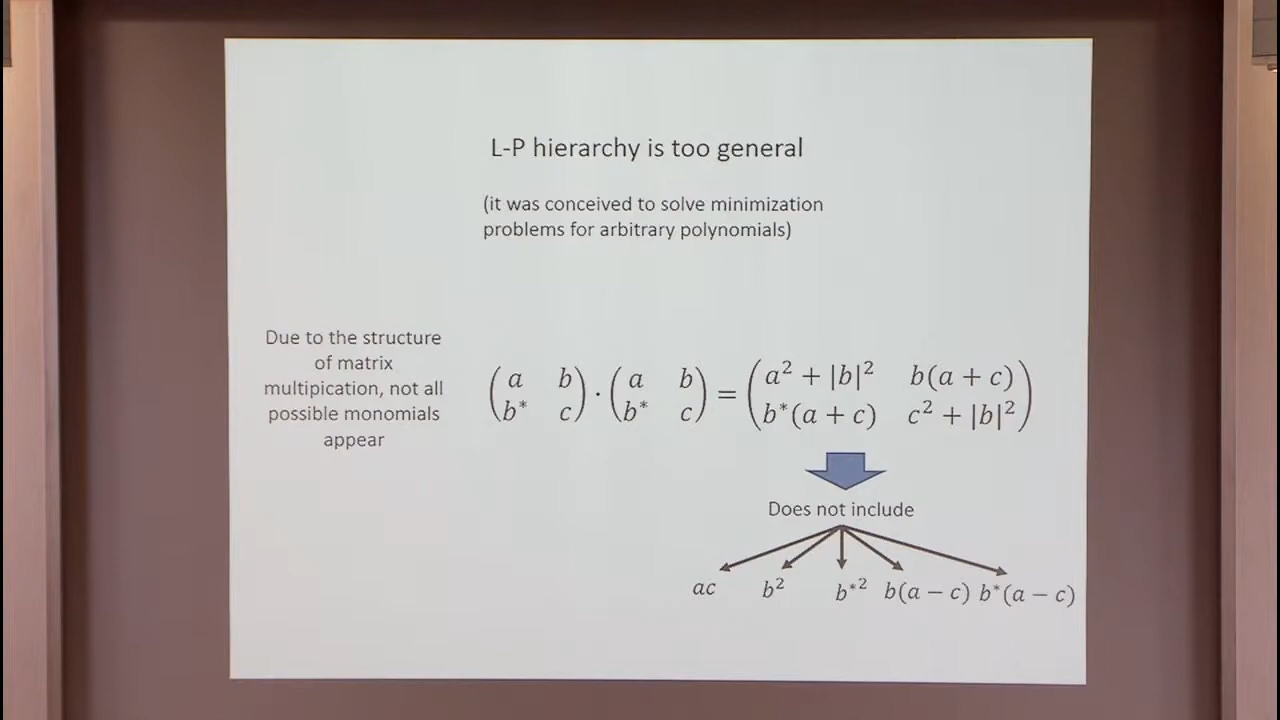 L-P hierarchy is too general
(it was conceived to solve minimization
problems for arbitrary polynomials)
Due to the structure
of matrix
multipication, not all
possible monomials
appear
(a b
b* c) · (a b
b* c) = (a² + |b|² b(a + c)
b*(a + c) c² + |b|²)
Does not include
ac b² b*² b(a − c) b*(a − c)